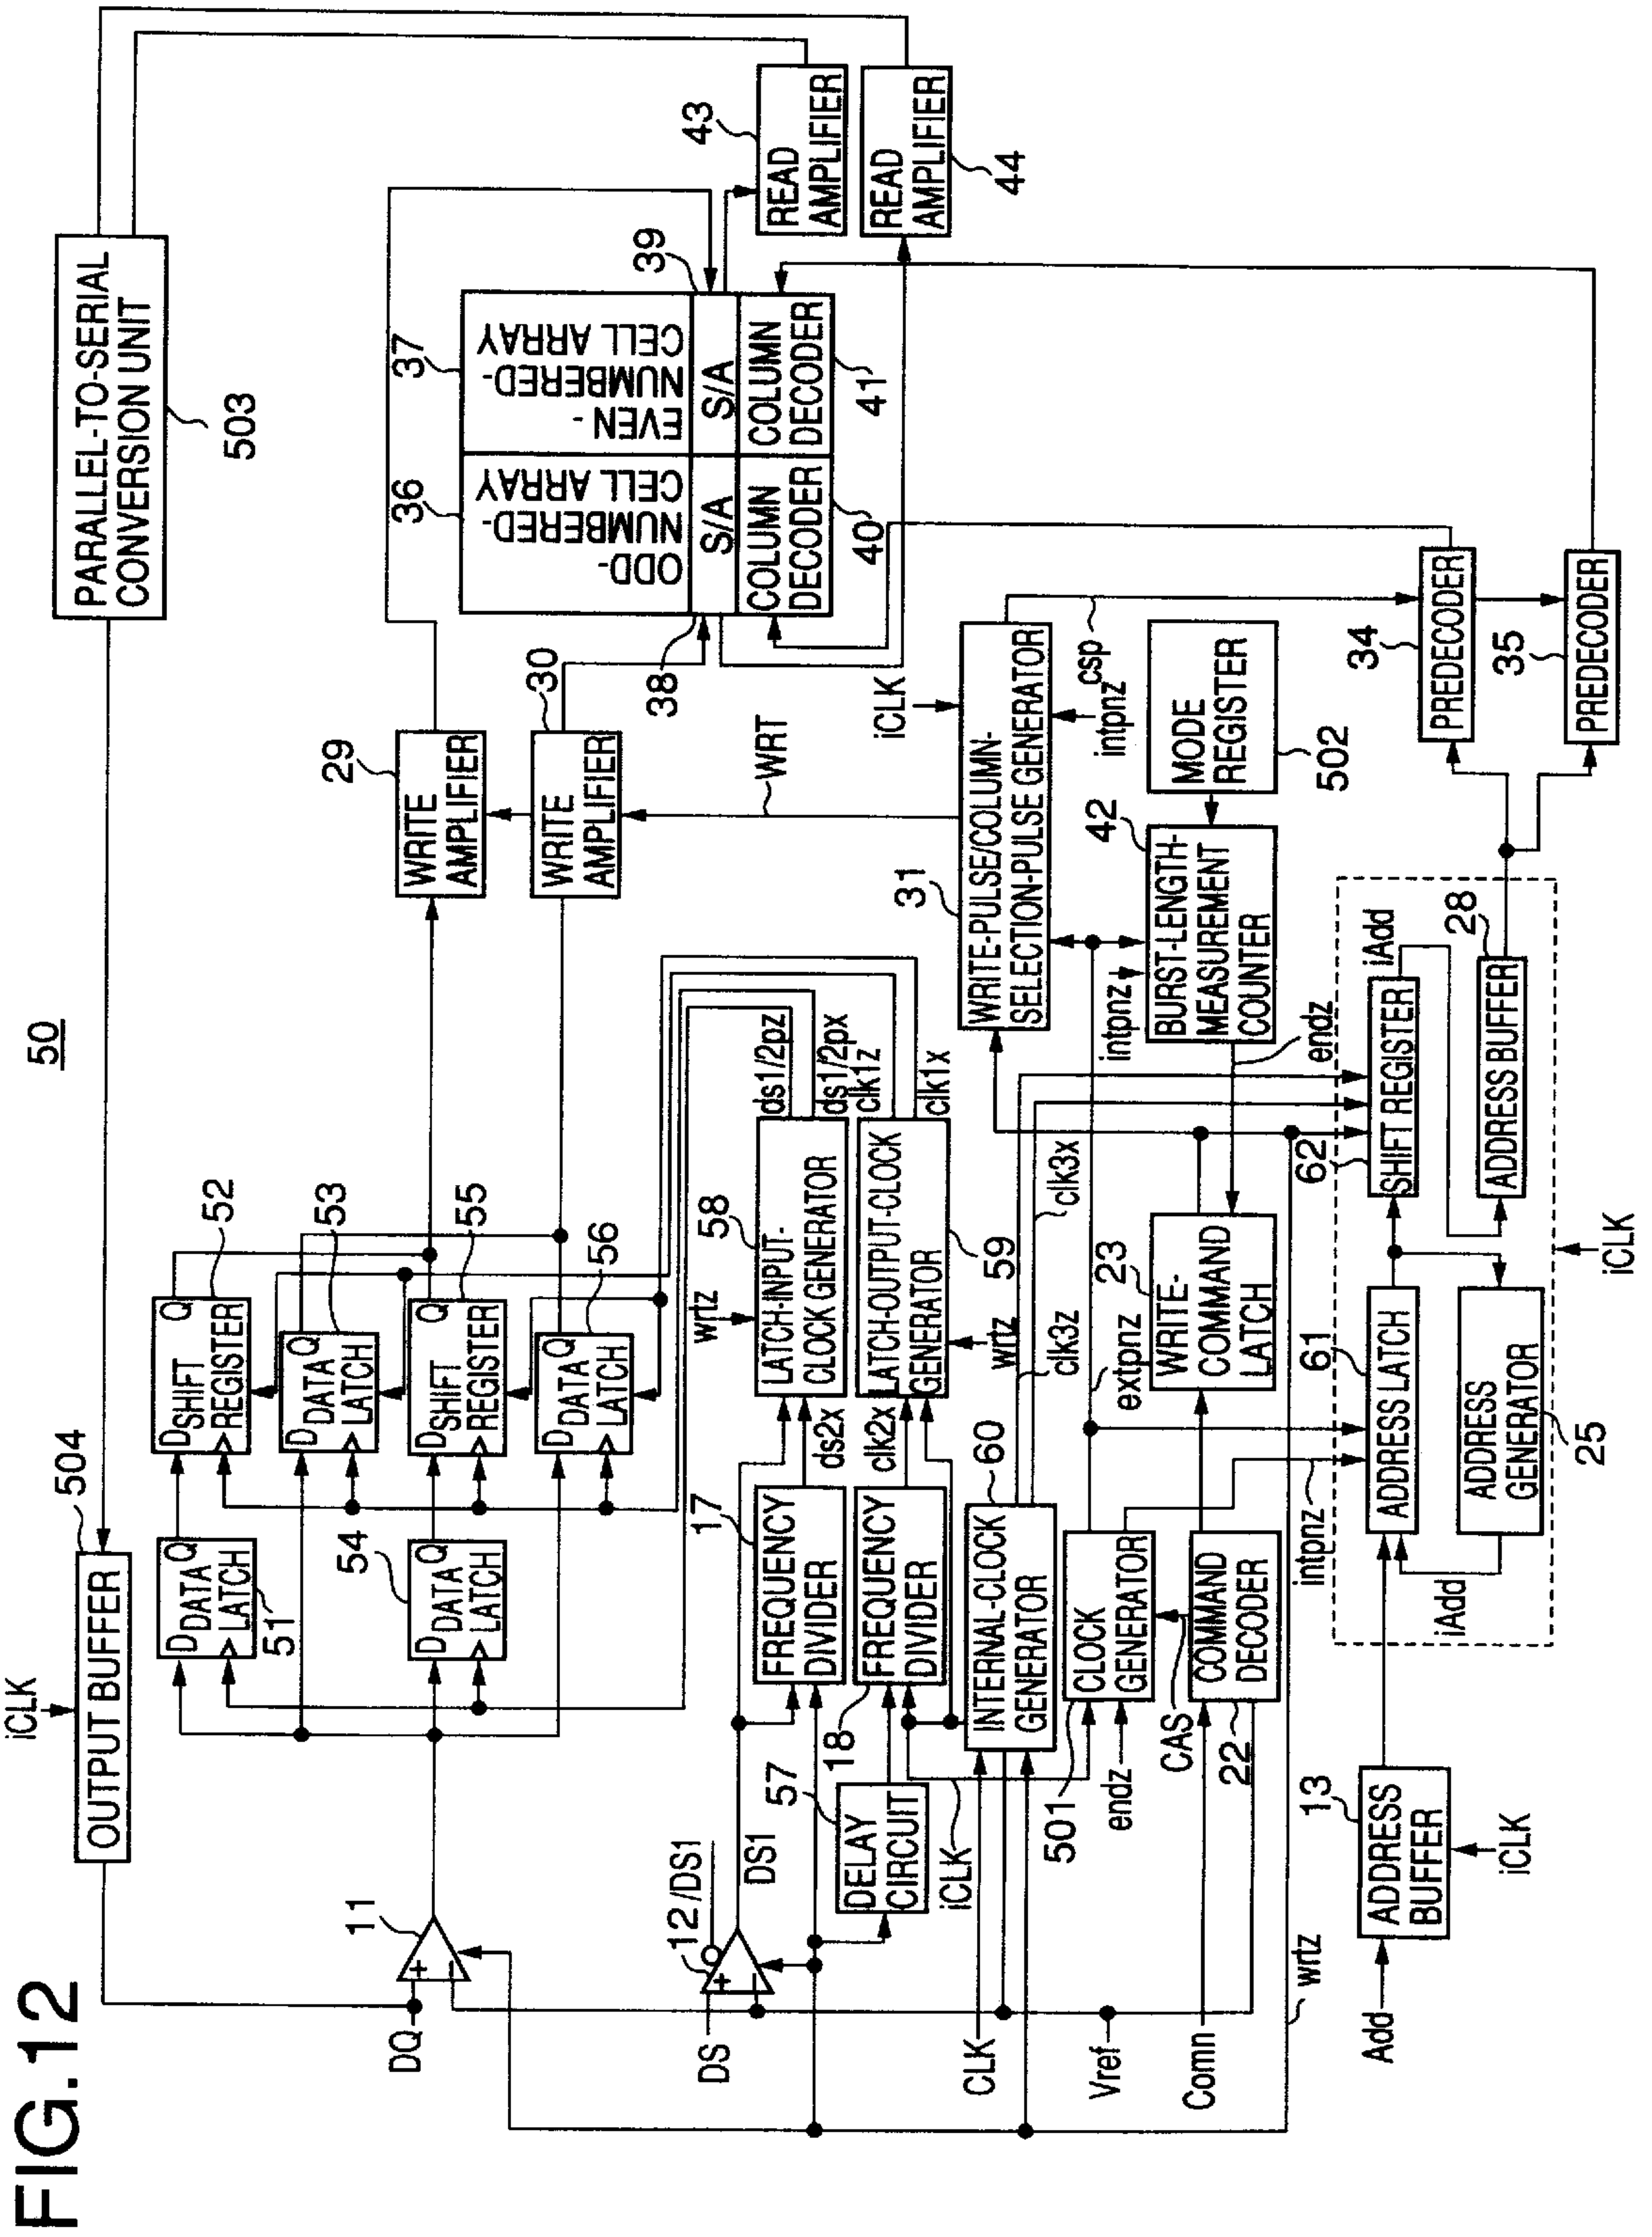 FIG.12
50
PARALLEL-TO-SERIAL
CONVERSION UNIT
503
iCLK
OUTPUT BUFFER
504
D DATA Q
LATCH
51
D SHIFT
REGISTER
Q
52
D DATA Q
LATCH
53
D DATA Q
LATCH
54
D SHIFT
REGISTER
Q
55
D DATA Q
LATCH
56
DQ
+
−
11
WRITE
AMPLIFIER
29
WRITE
AMPLIFIER
30
WRT
ODD-
NUMBERED-
CELL ARRAY
36
EVEN-
NUMBERED-
CELL ARRAY
37
S/A
38
S/A
39
COLUMN
DECODER
40
COLUMN
DECODER
41
READ
AMPLIFIER
43
READ
AMPLIFIER
44
DS
+
−
12
/DS1
DS1
FREQUENCY
DIVIDER
17
ds2x
wrtz
LATCH-INPUT-
CLOCK GENERATOR
58
ds1/2pz
ds1/2px
DELAY
CIRCUIT
57
FREQUENCY
DIVIDER
18
clk2x
LATCH-OUTPUT-CLOCK
GENERATOR
59
wrtz
clk1z
clk1x
iCLK
CLK
INTERNAL-CLOCK
GENERATOR
60
clk3z
clk3x
Vref
CLOCK
GENERATOR
501
endz
extpnz
CAS
Comn
COMMAND
DECODER
22
WRITE-
COMMAND
LATCH
23
wrtz
iCLK
WRITE-PULSE/COLUMN-
SELECTION-PULSE GENERATOR
31
intpnz
csp
intpnz
BURST-LENGTH-
MEASUREMENT
COUNTER
42
endz
MODE
REGISTER
502
Add
ADDRESS
BUFFER
13
iCLK
intpnz
iAdd
ADDRESS LATCH
61
ADDRESS
GENERATOR
25
SHIFT REGISTER
62
iAdd
ADDRESS BUFFER
28
iCLK
PREDECODER
34
PREDECODER
35